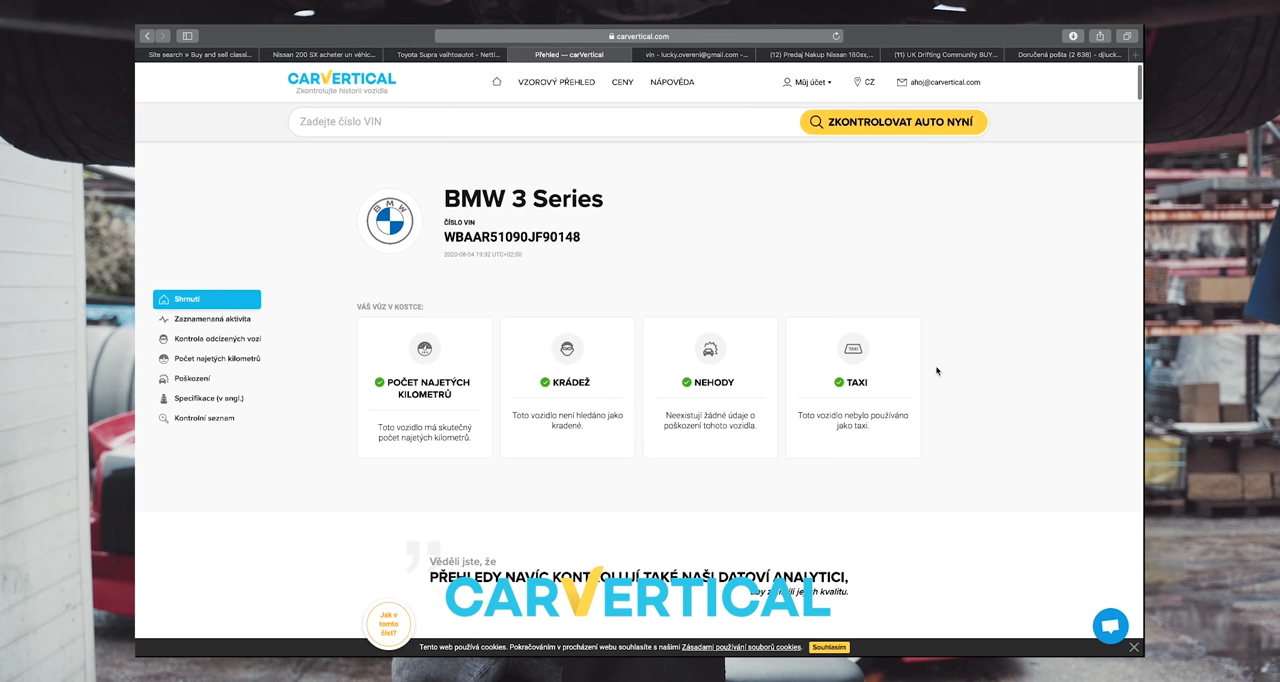 carvertical.com
Site search » Buy and sell classi...
Nissan 200 SX acheter un véhic...
Toyota Supra vaihtoautot - Netti...
Přehled — carVertical
vin - lucky.overeni@gmail.com -...
(12) Predaj Nakup Nissan 180sx,...
(11) UK Drifting Community BUY...
Doručená pošta (2 638) - djluck...
CARVERTICAL
Zkontrolujte historii vozidla
VZOROVÝ PŘEHLED
CENY
NÁPOVĚDA
Můj účet
CZ
ahoj@carvertical.com
Zadejte číslo VIN
ZKONTROLOVAT AUTO NYNÍ
BMW
BMW 3 Series
ČÍSLO VIN
WBAAR51090JF90148
2020-08-04 19:32 UTC+02:00
Shrnutí
Zaznamenaná aktivita
Kontrola odcizených vozi
Počet najetých kilometrů
Poškození
Specifikace (v angl.)
Kontrolní seznam
VÁŠ VŮZ V KOSTCE:
POČET NAJETÝCH
KILOMETRŮ
Toto vozidlo má skutečný
počet najetých kilometrů.
KRÁDEŽ
Toto vozidlo není hledáno jako
kradené.
NEHODY
Neexistují žádné údaje o
poškození tohoto vozidla.
TAXI
TAXI
Toto vozidlo nebylo používáno
jako taxi.
Věděli jste, že
PŘEHLEDY NAVÍC KONTROLUJÍ TAKÉ NAŠI DATOVÍ ANALYTICI,
aby zajistili jejich kvalitu.
CARVERTICAL
Jak v
tomto
číst?
Tento web používá cookies. Pokračováním v procházení webu souhlasíte s našimi Zásadami používání souborů cookies.
Souhlasím